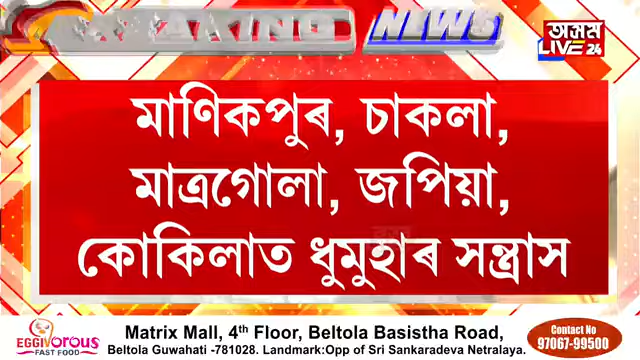 BREAKING NEWS
অসম
LIVE 24
মাণিকপুৰ, চাকলা,
মাত্ৰগোলা, জপিয়া,
কোকিলাত ধুমুহাৰ সন্ত্ৰাস
EGGIVOROUS
FAST FOOD
Matrix Mall, 4th Floor, Beltola Basistha Road,
Beltola Guwahati -781028. Landmark:Opp of Sri Sankaradeva Netralaya.
Contact No
97067-99500